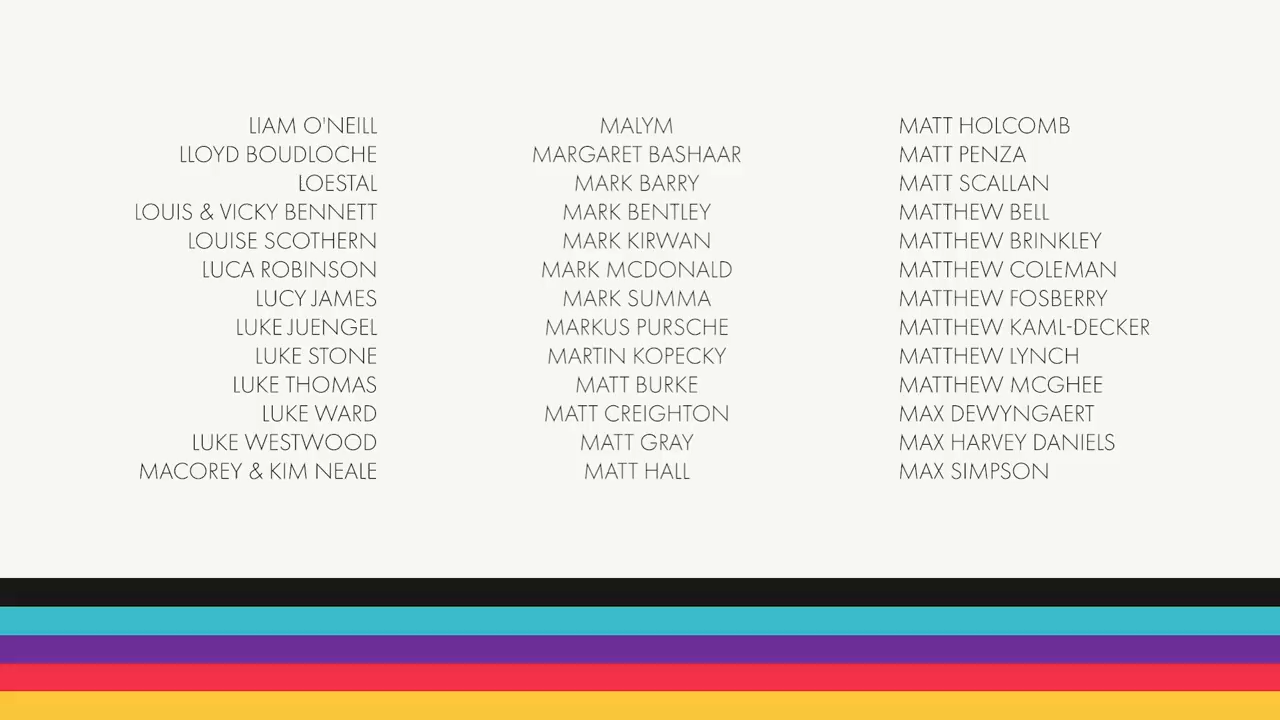 LIAM O'NEILL
LLOYD BOUDLOCHE
LOESTAL
LOUIS & VICKY BENNETT
LOUISE SCOTHERN
LUCA ROBINSON
LUCY JAMES
LUKE JUENGEL
LUKE STONE
LUKE THOMAS
LUKE WARD
LUKE WESTWOOD
MACOREY & KIM NEALE
MALYM
MARGARET BASHAAR
MARK BARRY
MARK BENTLEY
MARK KIRWAN
MARK MCDONALD
MARK SUMMA
MARKUS PURSCHE
MARTIN KOPECKY
MATT BURKE
MATT CREIGHTON
MATT GRAY
MATT HALL
MATT HOLCOMB
MATT PENZA
MATT SCALLAN
MATTHEW BELL
MATTHEW BRINKLEY
MATTHEW COLEMAN
MATTHEW FOSBERRY
MATTHEW KAML-DECKER
MATTHEW LYNCH
MATTHEW MCGHEE
MAX DEWYNGAERT
MAX HARVEY DANIELS
MAX SIMPSON